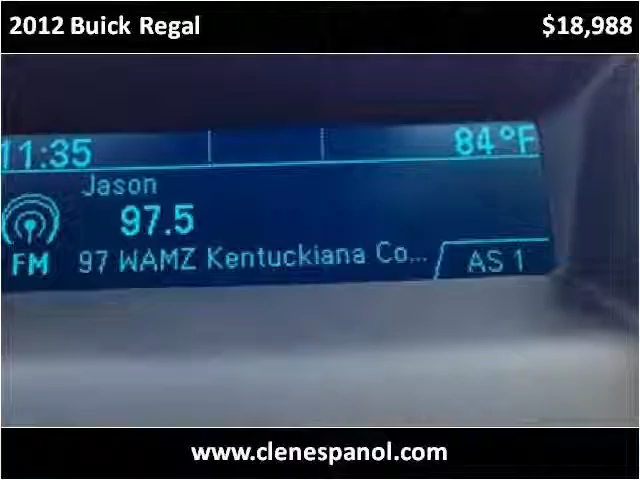 2012 Buick Regal $18,988
11:35 84°F
Jason
97.5
FM 97 WAMZ Kentuckiana Co... AS 1
www.clenespanol.com